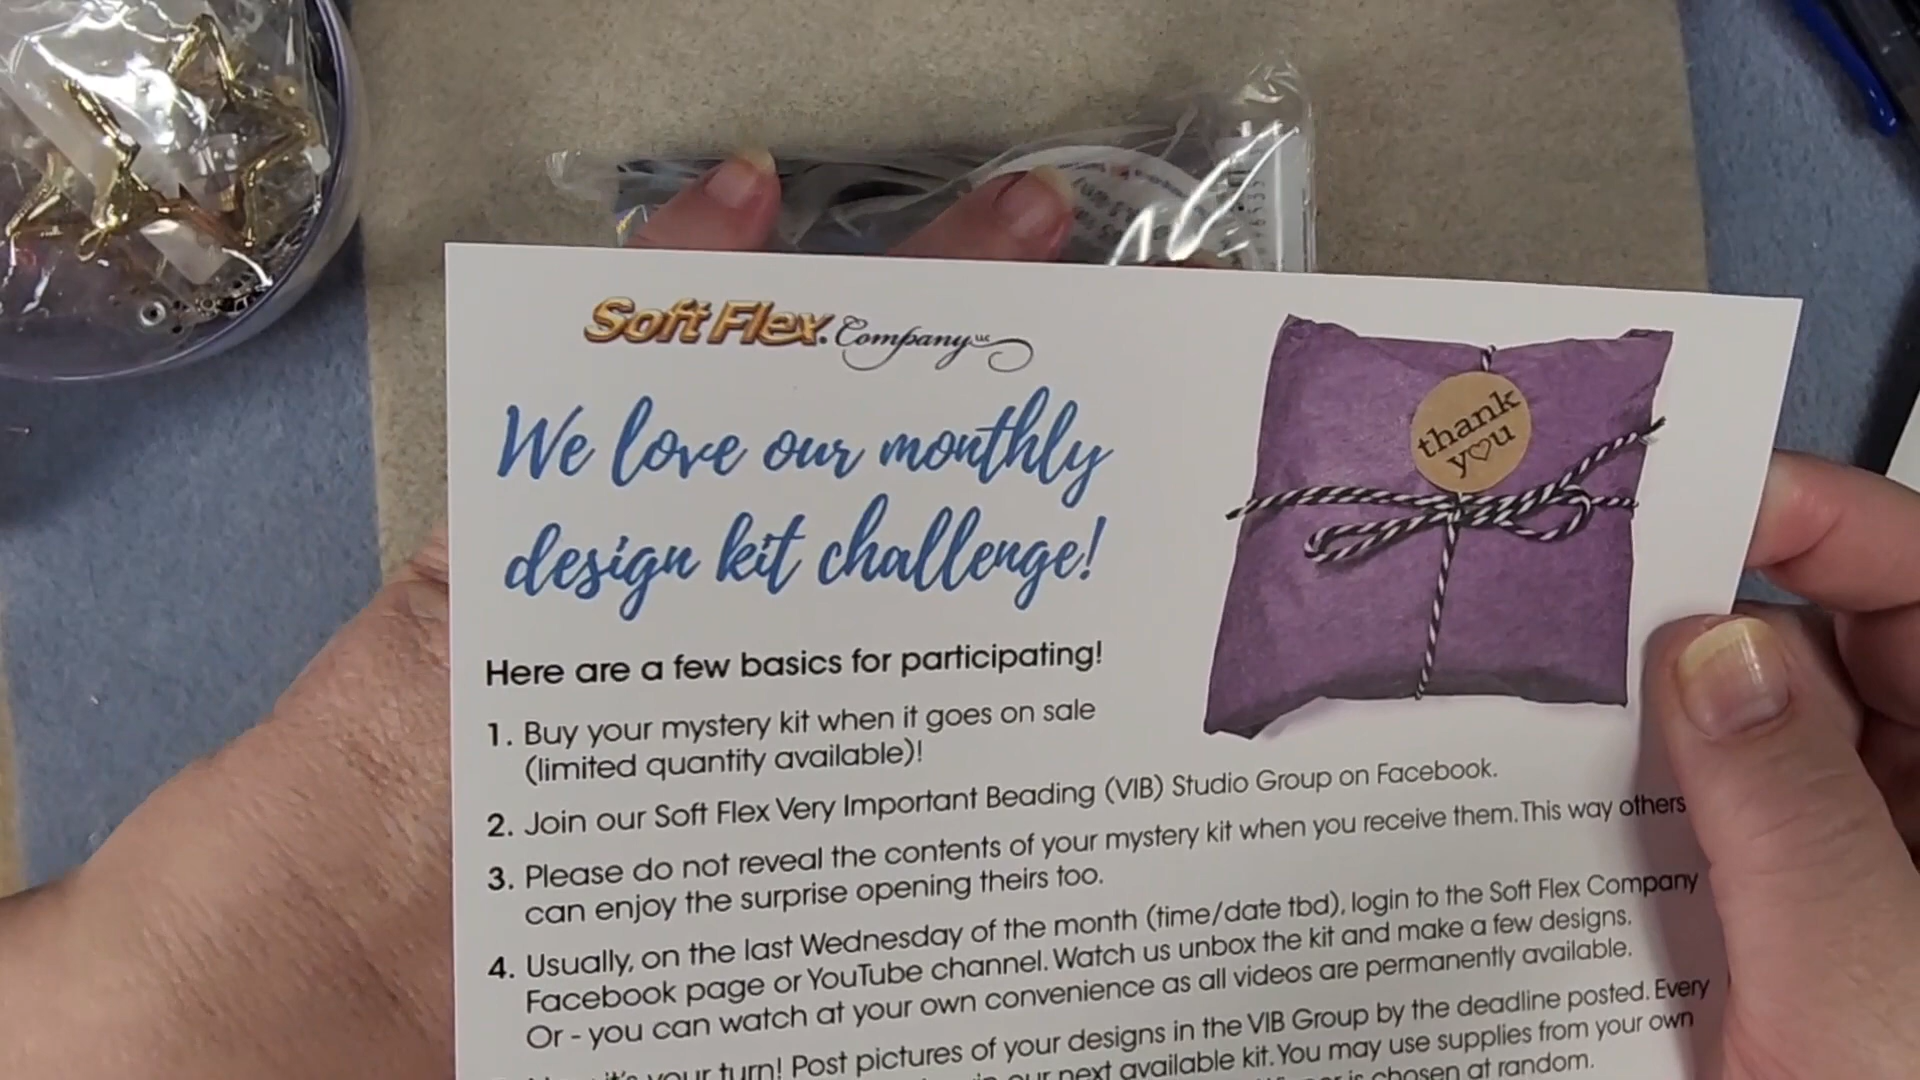 Soft Flex. Company LLC
We love our monthly
design kit challenge!
thank
you
Here are a few basics for participating!
1. Buy your mystery kit when it goes on sale
(limited quantity available)!
2. Join our Soft Flex Very Important Beading (VIB) Studio Group on Facebook.
3. Please do not reveal the contents of your mystery kit when you receive them. This way others
can enjoy the surprise opening theirs too.
4. Usually, on the last Wednesday of the month (time/date tbd), login to the Soft Flex Company
Facebook page or YouTube channel. Watch us unbox the kit and make a few designs.
Or - you can watch at your own convenience as all videos are permanently available.
it's your turn! Post pictures of your designs in the VIB Group by the deadline posted. Every
our next available kit. You may use supplies from your own
is chosen at random.